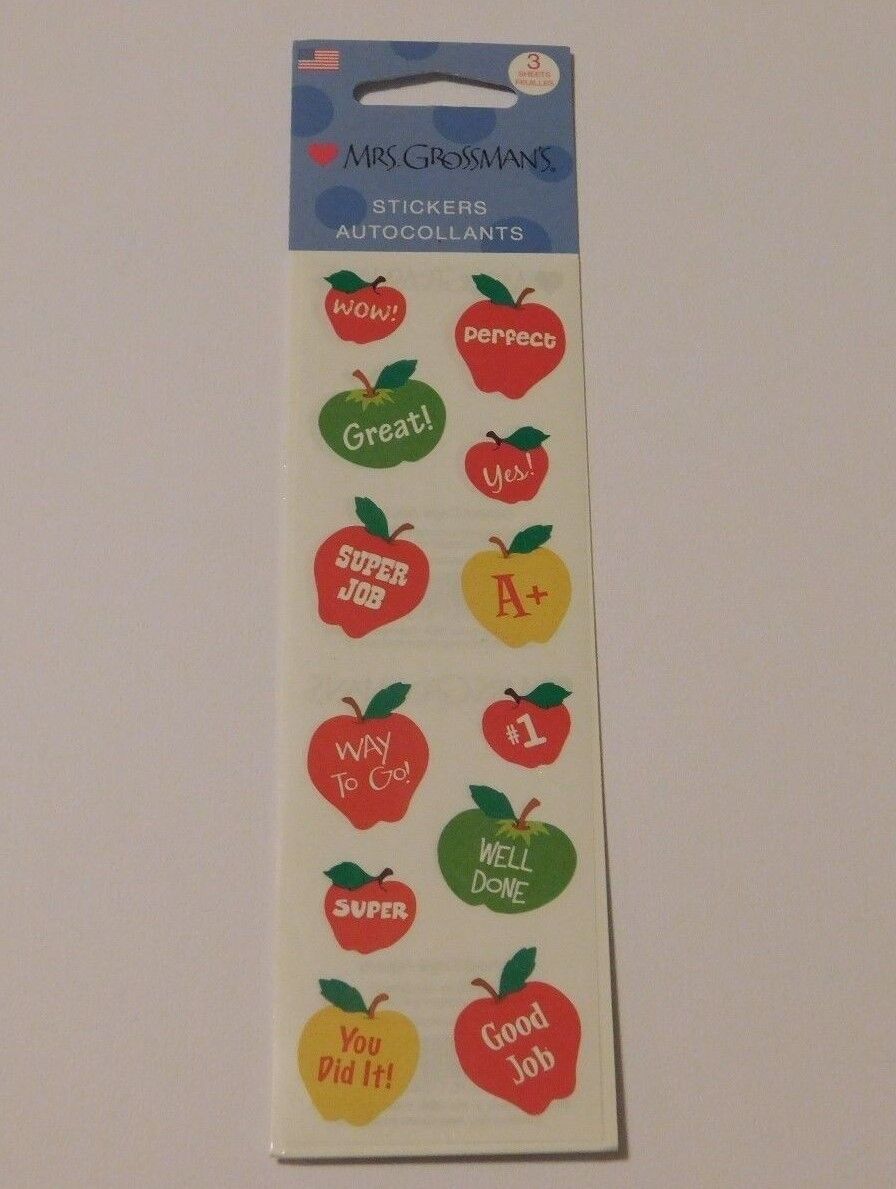 3
SHEETS
FEUILLES
MRS. GROSSMAN'S®
STICKERS
AUTOCOLLANTS
WOW!
Perfect
Great!
Yes!
SUPER
JOB
A+
WAY
To Go!
#1
WELL
DONE
SUPER
You
Did It!
Good
Job